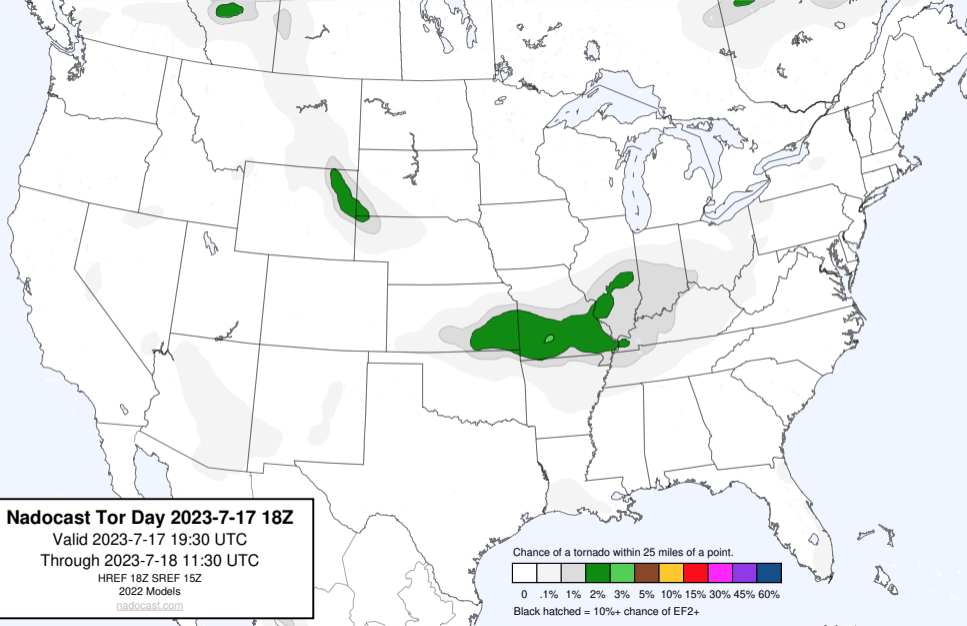 Nadocast Tor Day 2023-7-17 18Z
Valid 2023-7-17 19:30 UTC
Through 2023-7-18 11:30 UTC
HREF 18Z SREF 15Z
2022 Models
nadocast.com
Chance of a tornado within 25 miles of a point.
0 .1% 1% 2% 3% 5% 10% 15% 30% 45% 60%
Black hatched = 10%+ chance of EF2+